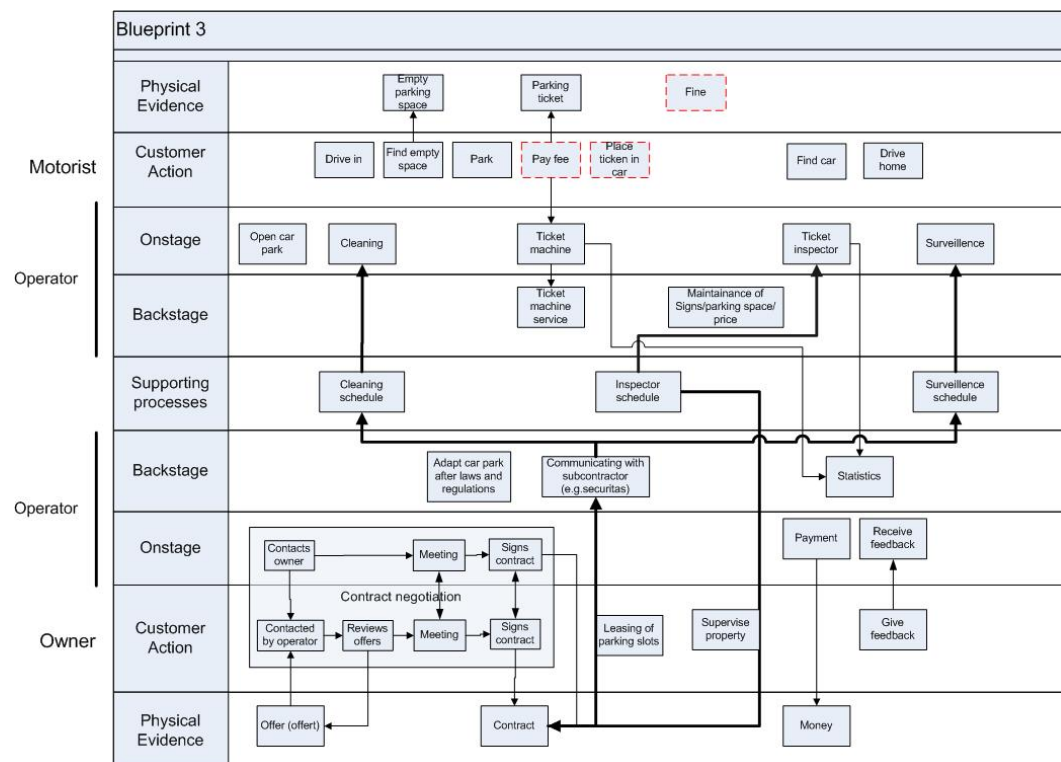 Blueprint 3
Physical
Evidence
Empty
parking
space
Parking
ticket
Fine
Motorist
Customer
Action
Drive in
Find empty
space
Park
Pay fee
Place
ticken in
car
Find car
Drive
home
Operator
Onstage
Open car
park
Cleaning
Ticket
machine
Ticket
inspector
Surveillence
Backstage
Ticket
machine
service
Maintainance of
Signs/parking space/
price
Supporting
processes
Cleaning
schedule
Inspector
schedule
Surveillence
schedule
Operator
Backstage
Adapt car park
after laws and
regulations
Communicating with
subcontractor
(e.g.securitas)
Statistics
Onstage
Contacts
owner
Meeting
Signs
contract
Payment
Receive
feedback
Contract negotiation
Owner
Customer
Action
Contacted
by operator
Reviews
offers
Meeting
Signs
contract
Leasing of
parking slots
Supervise
property
Give
feedback
Physical
Evidence
Offer (offert)
Contract
Money